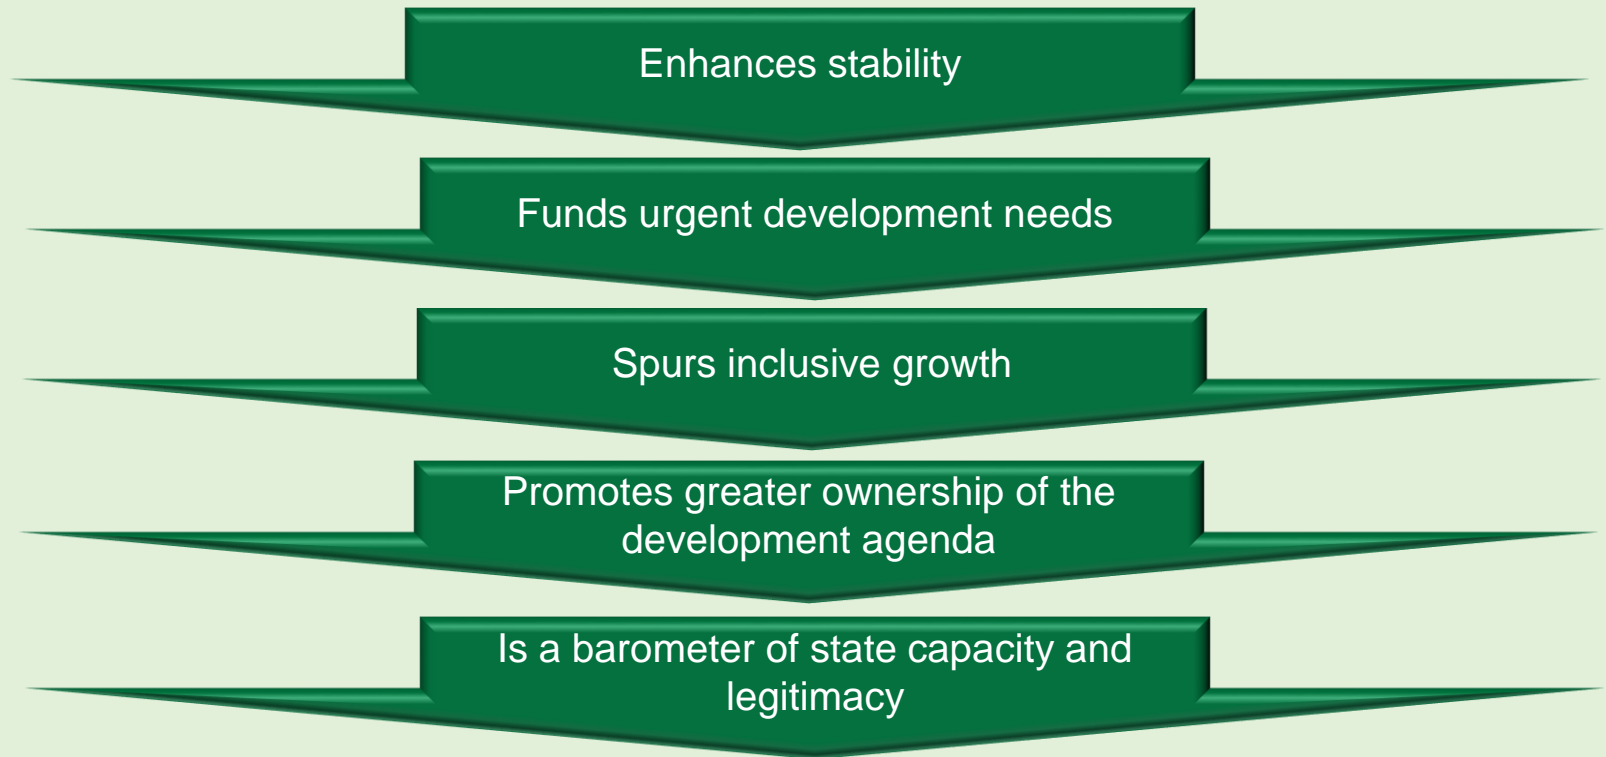 Enhances stability
Funds urgent development needs
Spurs inclusive growth
Promotes greater ownership of the
development agenda
Is a barometer of state capacity and
legitimacy